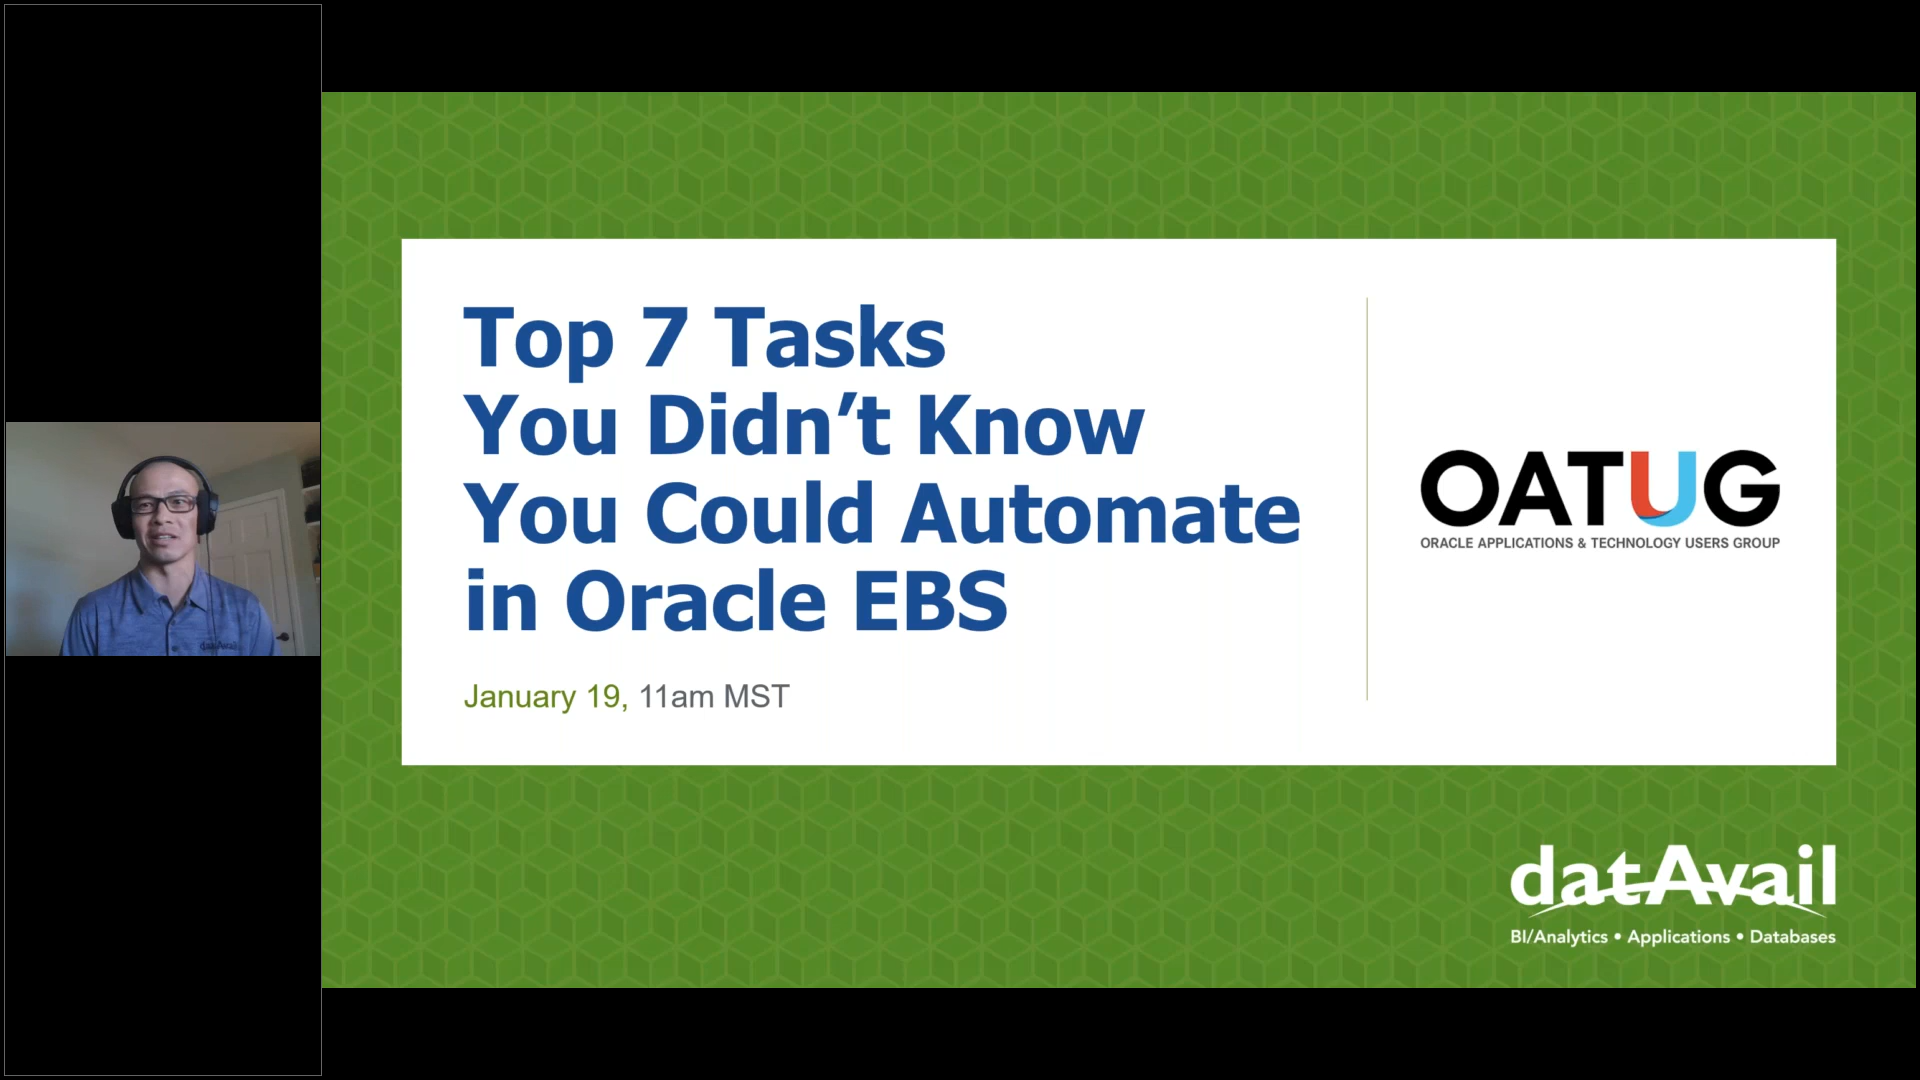 Top 7 Tasks
You Didn’t Know
You Could Automate
in Oracle EBS
January 19, 11am MST
OATUG
ORACLE APPLICATIONS & TECHNOLOGY USERS GROUP
datAvail
BI/Analytics • Applications • Databases
datAvail